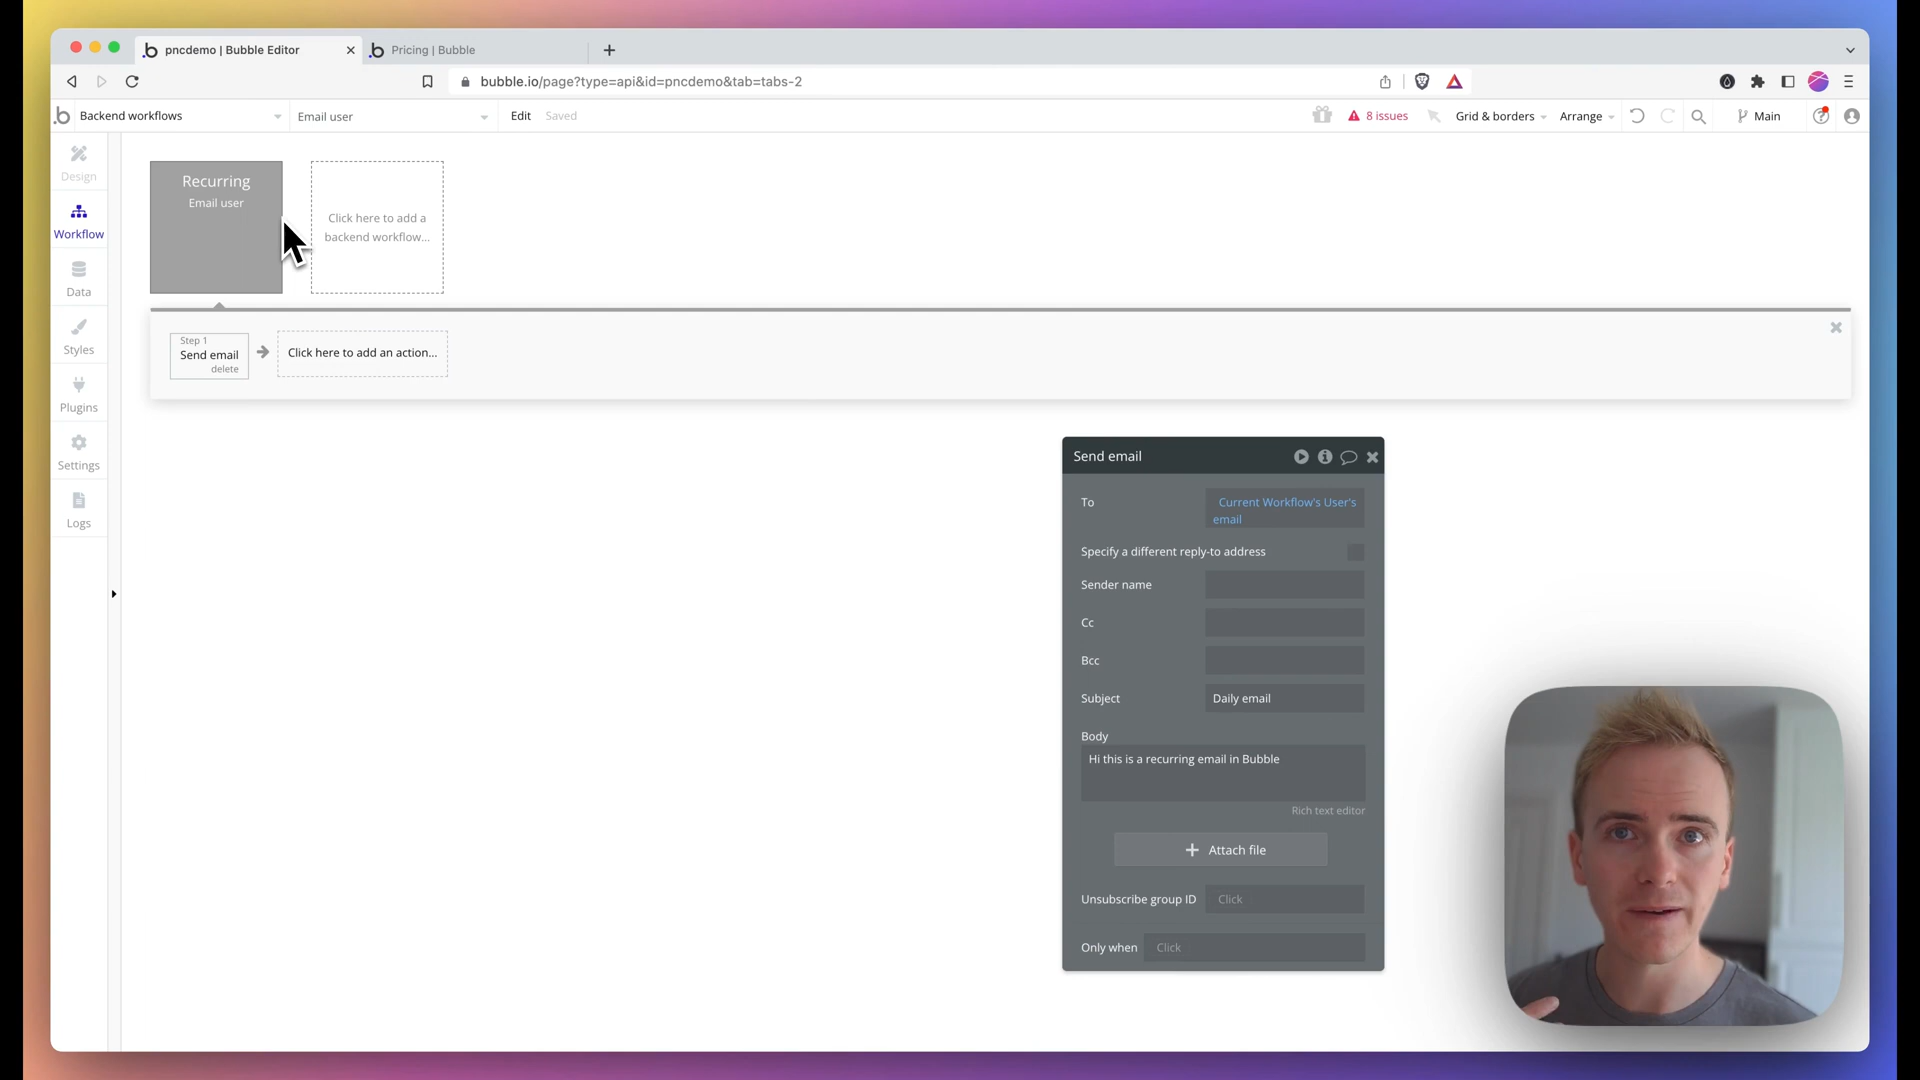 pncdemo | Bubble Editor
Pricing | Bubble
bubble.io/page?type=api&id=pncdemo&tab=tabs-2
Backend workflows
Email user
Edit
Saved
8 issues
Grid & borders
Arrange
Main
Design
Workflow
Data
Styles
Plugins
Settings
Logs
Recurring
Email user
Click here to add a
backend workflow...
Step 1
Send email
delete
Click here to add an action...
Send email
To
Current Workflow's User's
email
Specify a different reply-to address
Sender name
Cc
Bcc
Subject
Daily email
Body
Hi this is a recurring email in Bubble
Rich text editor
Attach file
Unsubscribe group ID
Click
Only when
Click